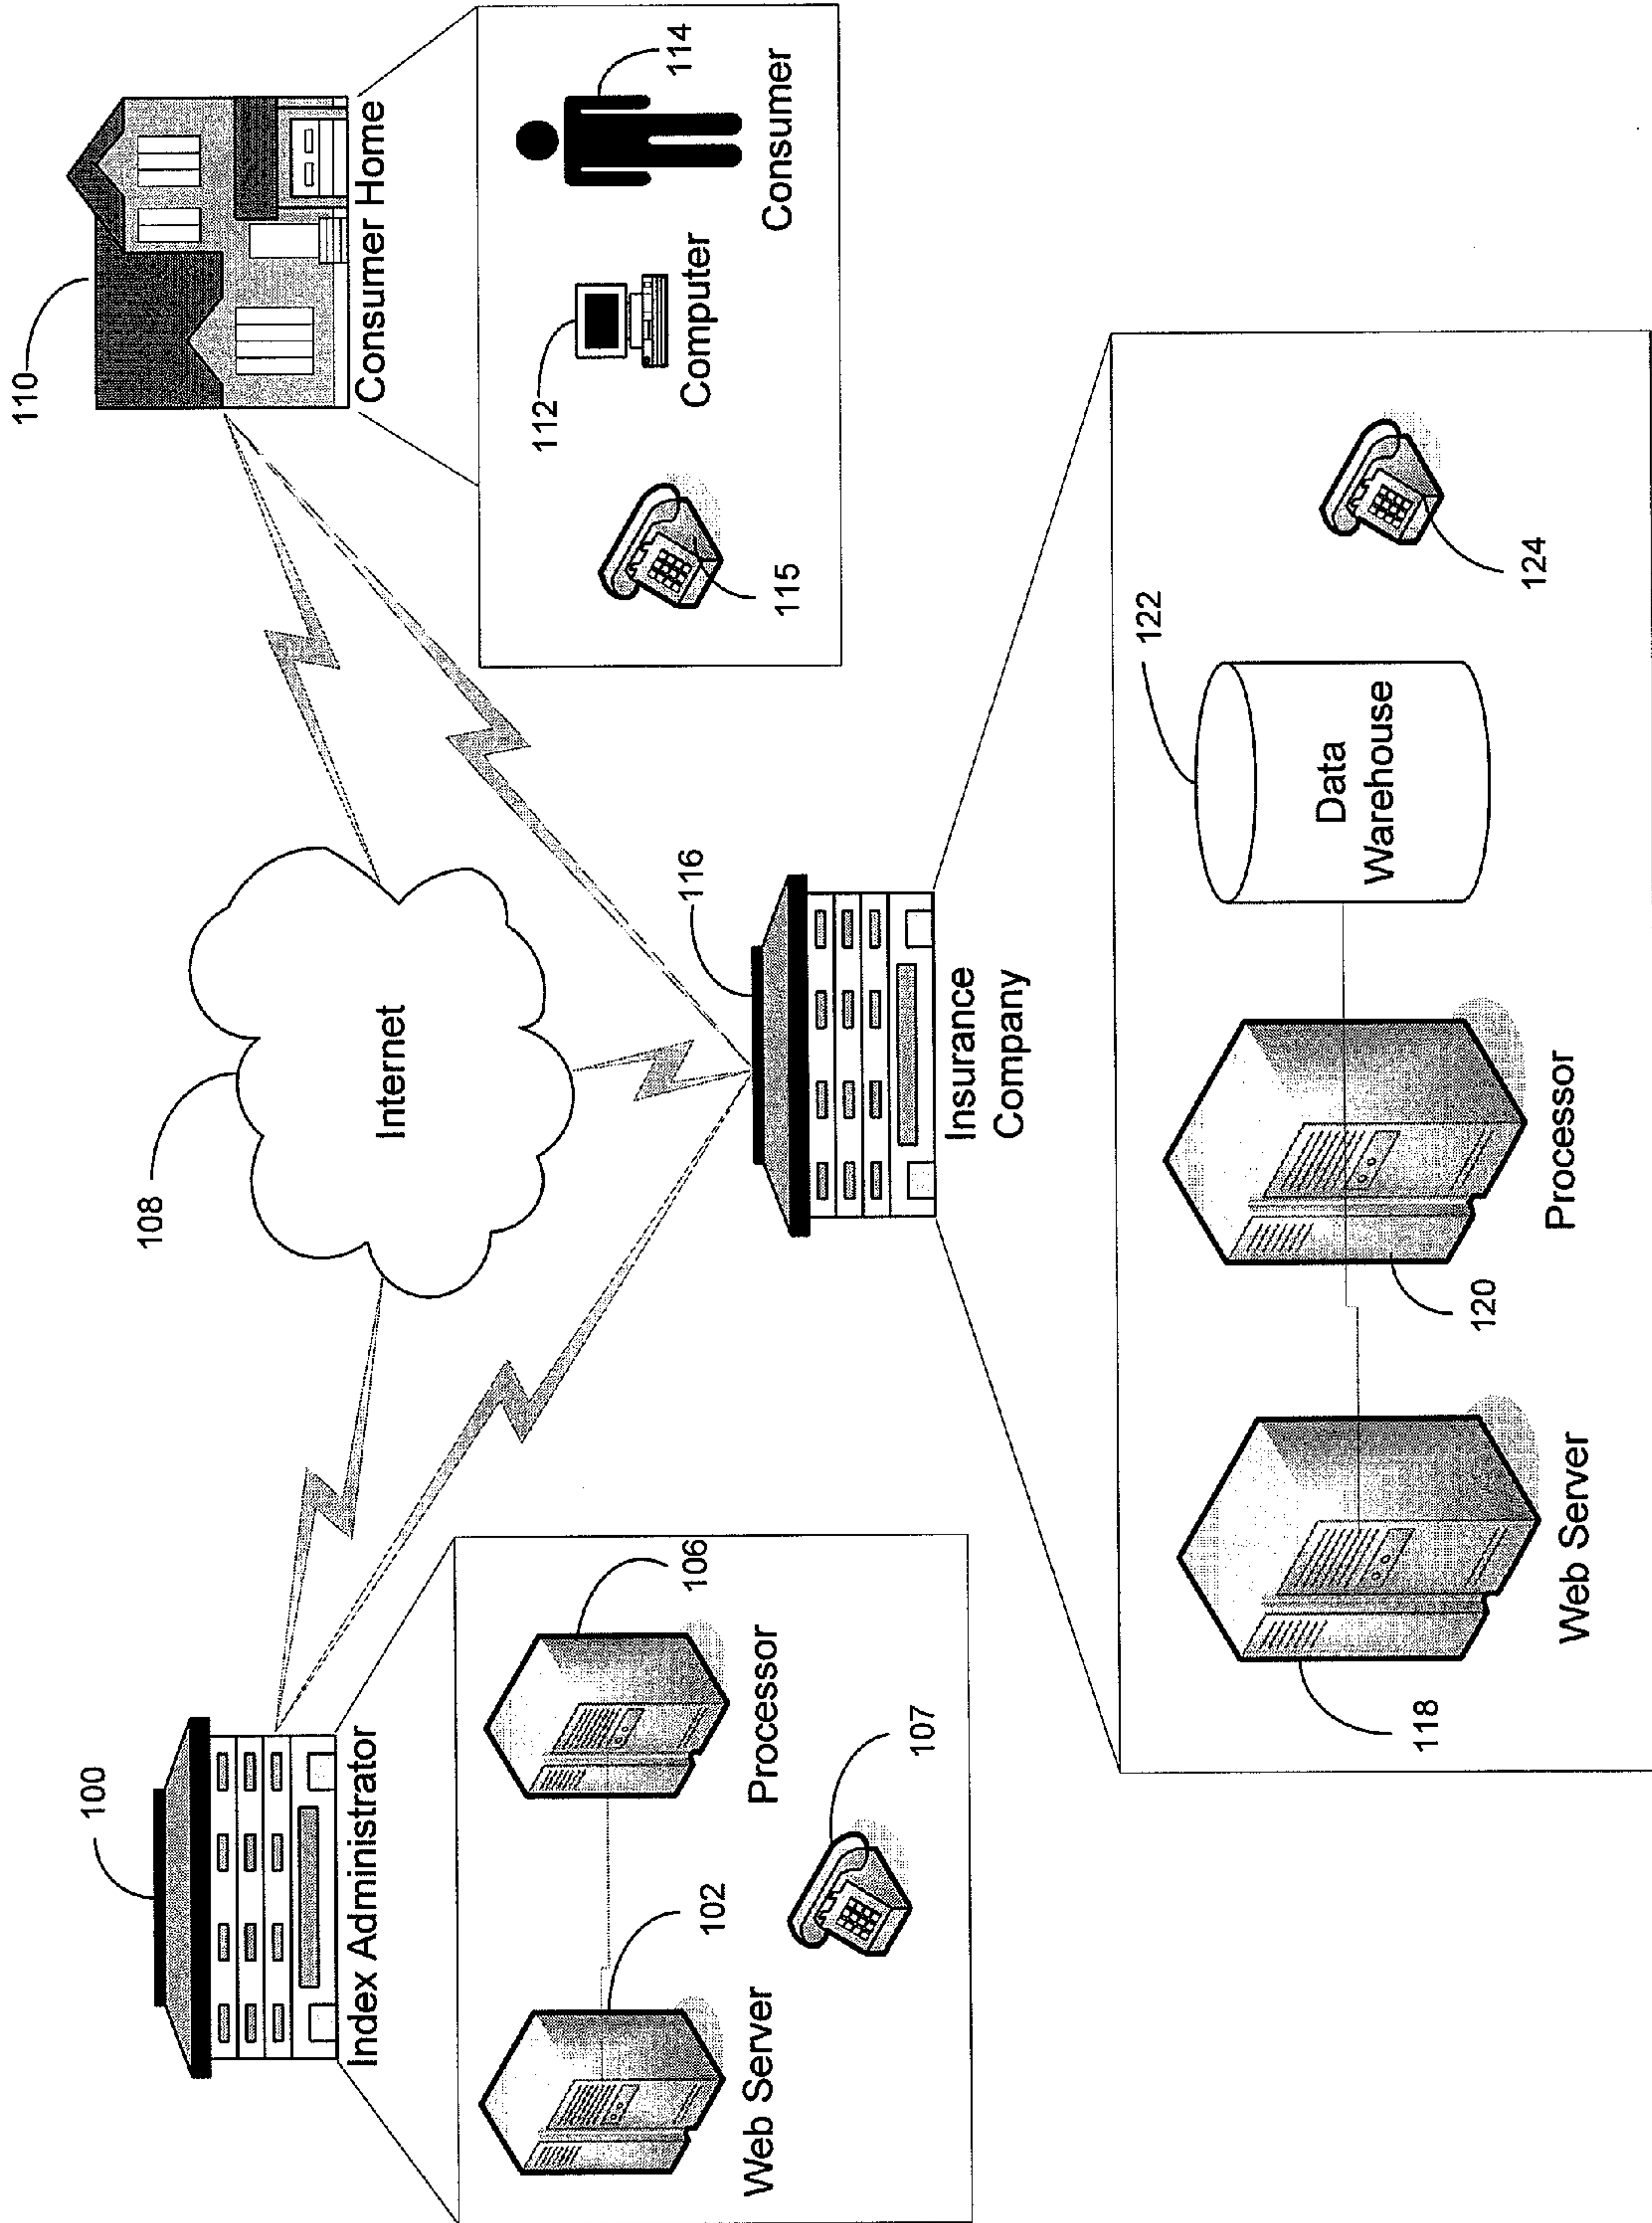 100
Index Administrator
102
Web Server
106
Processor
107
108
Internet
110
Consumer Home
112
Computer
114
Consumer
115
116
Insurance
Company
118
Web Server
120
Processor
122
Data
Warehouse
124